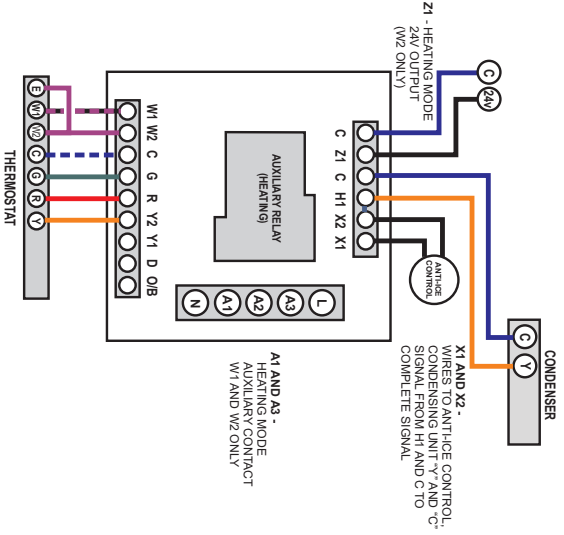 Z1 - HEATING MODE
24V OUTPUT
(W2 ONLY)
C
24v
C
Z1
C
H1
X2
X1
ANTI-ICE
CONTROL
CONDENSER
C
Y
X1 AND X2 -
WIRES TO ANTI-ICE CONTROL,
CONDENSING UNIT "Y" AND "C"
SIGNAL FROM H1 AND C TO
COMPLETE SIGNAL
AUXILIARY RELAY
(HEATING)
N
A1
A2
A3
L
A1 AND A3 -
HEATING MODE
AUXILIARY CONTACT
W1 AND W2 ONLY
W1
W2
C
G
R
Y2
Y1
D
O/B
E
W1
W2
C
G
R
Y
THERMOSTAT